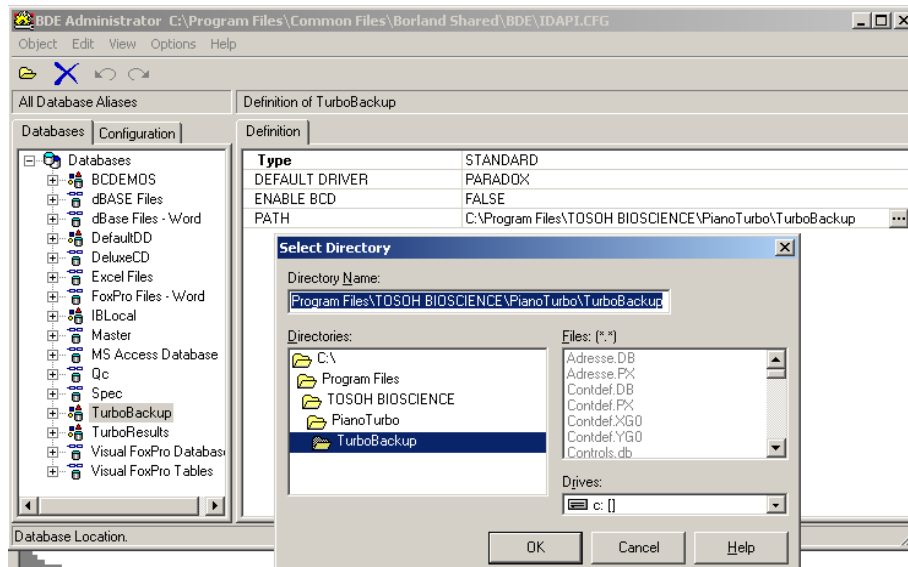 BDE Administrator C:\Program Files\Common Files\Borland Shared\BDE\IDAPI.CFG
Object Edit View Options Help
All Database Aliases
Definition of TurboBackup
Databases
Configuration
Definition
Databases
BCDEMOS
dBASE Files
dBase Files - Word
DefaultDD
DeluxeCD
Excel Files
FoxPro Files - Word
IBLocal
Master
MS Access Database
Qc
Spec
TurboBackup
TurboResults
Visual FoxPro Databas
Visual FoxPro Tables
Type STANDARD
DEFAULT DRIVER PARADOX
ENABLE BCD FALSE
PATH C:\Program Files\TOSOH BIOSCIENCE\PianoTurbo\TurboBackup ...
Select Directory
Directory Name:
Program Files\TOSOH BIOSCIENCE\PianoTurbo\TurboBackup
Directories:
C:\
Program Files
TOSOH BIOSCIENCE
PianoTurbo
TurboBackup
Files: (*.*)
Adresse.DB
Adresse.PX
Contdef.DB
Contdef.PX
Contdef.XG0
Contdef.YG0
Controls.db
Drives:
c: []
OK Cancel Help
Database Location.